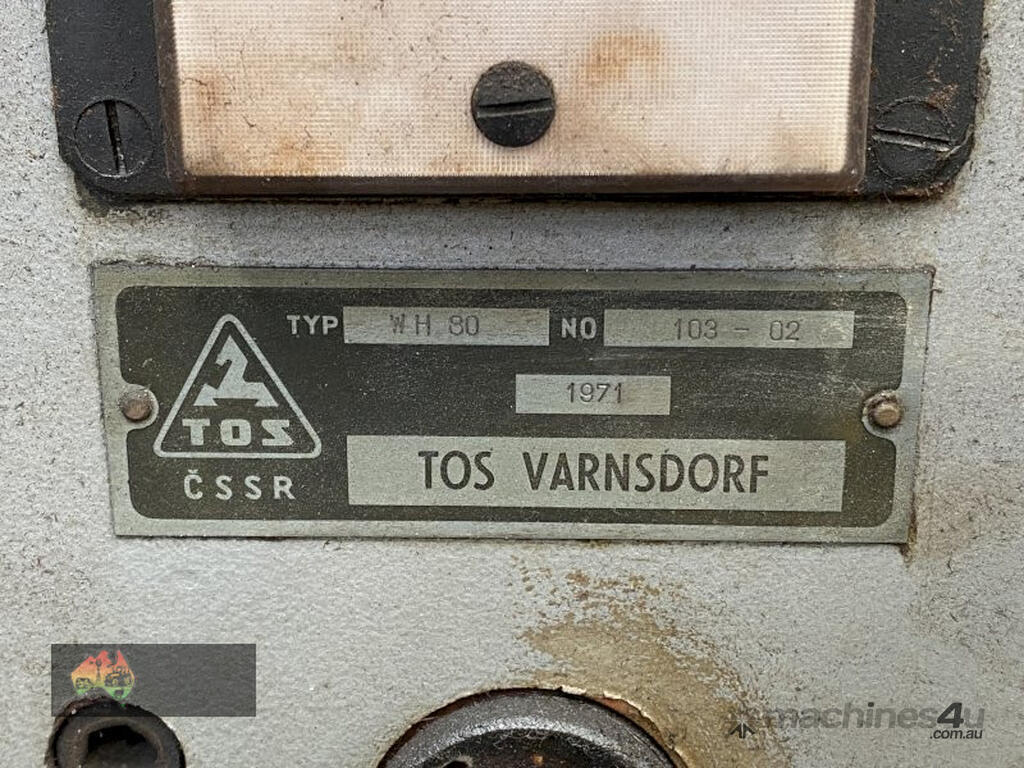 TYP WH 80 NO 103 - 02
1971
TOS
ČSSR
TOS VARNSDORF
machines4u
.com.au